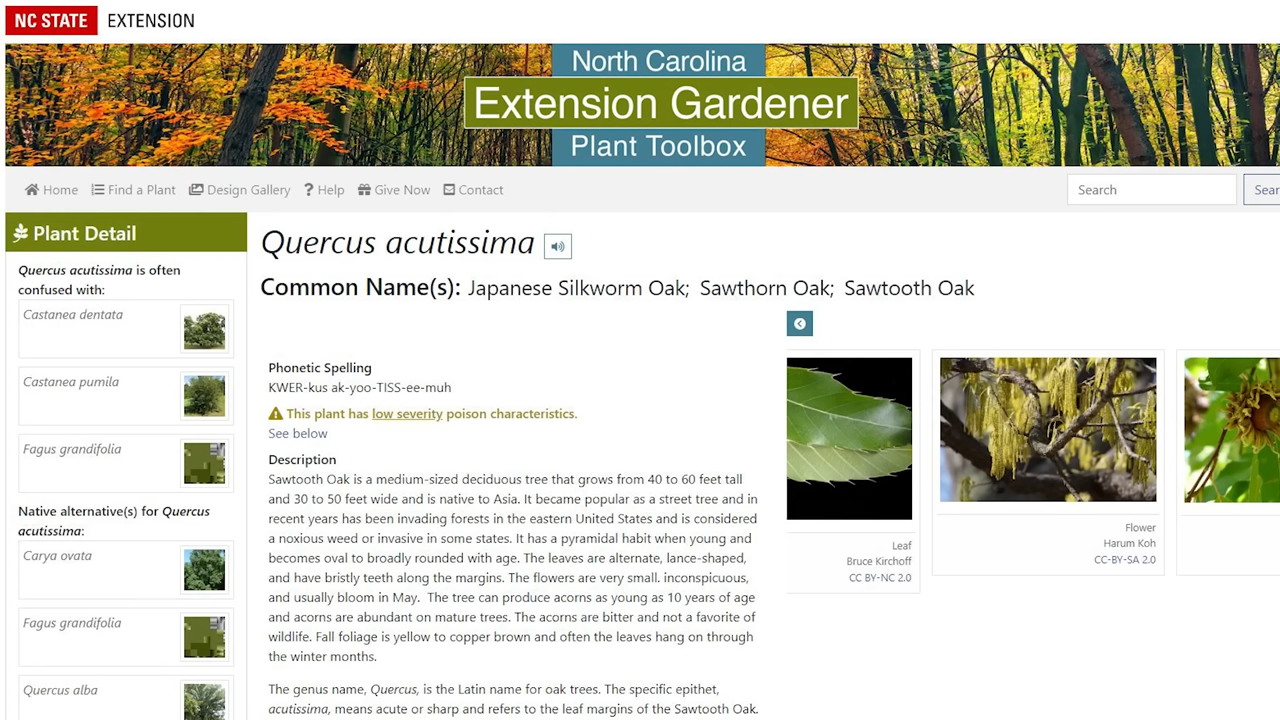 NC STATE EXTENSION
North Carolina
Extension Gardener
Plant Toolbox
Home Find a Plant Design Gallery Help Give Now Contact
Search
Sear
Plant Detail
Quercus acutissima is often
confused with:
Castanea dentata
Castanea pumila
Fagus grandifolia
Native alternative(s) for Quercus
acutissima:
Carya ovata
Fagus grandifolia
Quercus alba
Quercus acutissima
Common Name(s): Japanese Silkworm Oak; Sawthorn Oak; Sawtooth Oak
Phonetic Spelling
KWER-kus ak-yoo-TISS-ee-muh
This plant has low severity poison characteristics.
See below
Description
Sawtooth Oak is a medium-sized deciduous tree that grows from 40 to 60 feet tall
and 30 to 50 feet wide and is native to Asia. It became popular as a street tree and in
recent years has been invading forests in the eastern United States and is considered
a noxious weed or invasive in some states. It has a pyramidal habit when young and
becomes oval to broadly rounded with age. The leaves are alternate, lance-shaped,
and have bristly teeth along the margins. The flowers are very small. inconspicuous,
and usually bloom in May. The tree can produce acorns as young as 10 years of age
and acorns are abundant on mature trees. The acorns are bitter and not a favorite of
wildlife. Fall foliage is yellow to copper brown and often the leaves hang on through
the winter months.
The genus name, Quercus, is the Latin name for oak trees. The specific epithet,
acutissima, means acute or sharp and refers to the leaf margins of the Sawtooth Oak.
Leaf
Bruce Kirchoff
CC BY-NC 2.0
Flower
Harum Koh
CC-BY-SA 2.0